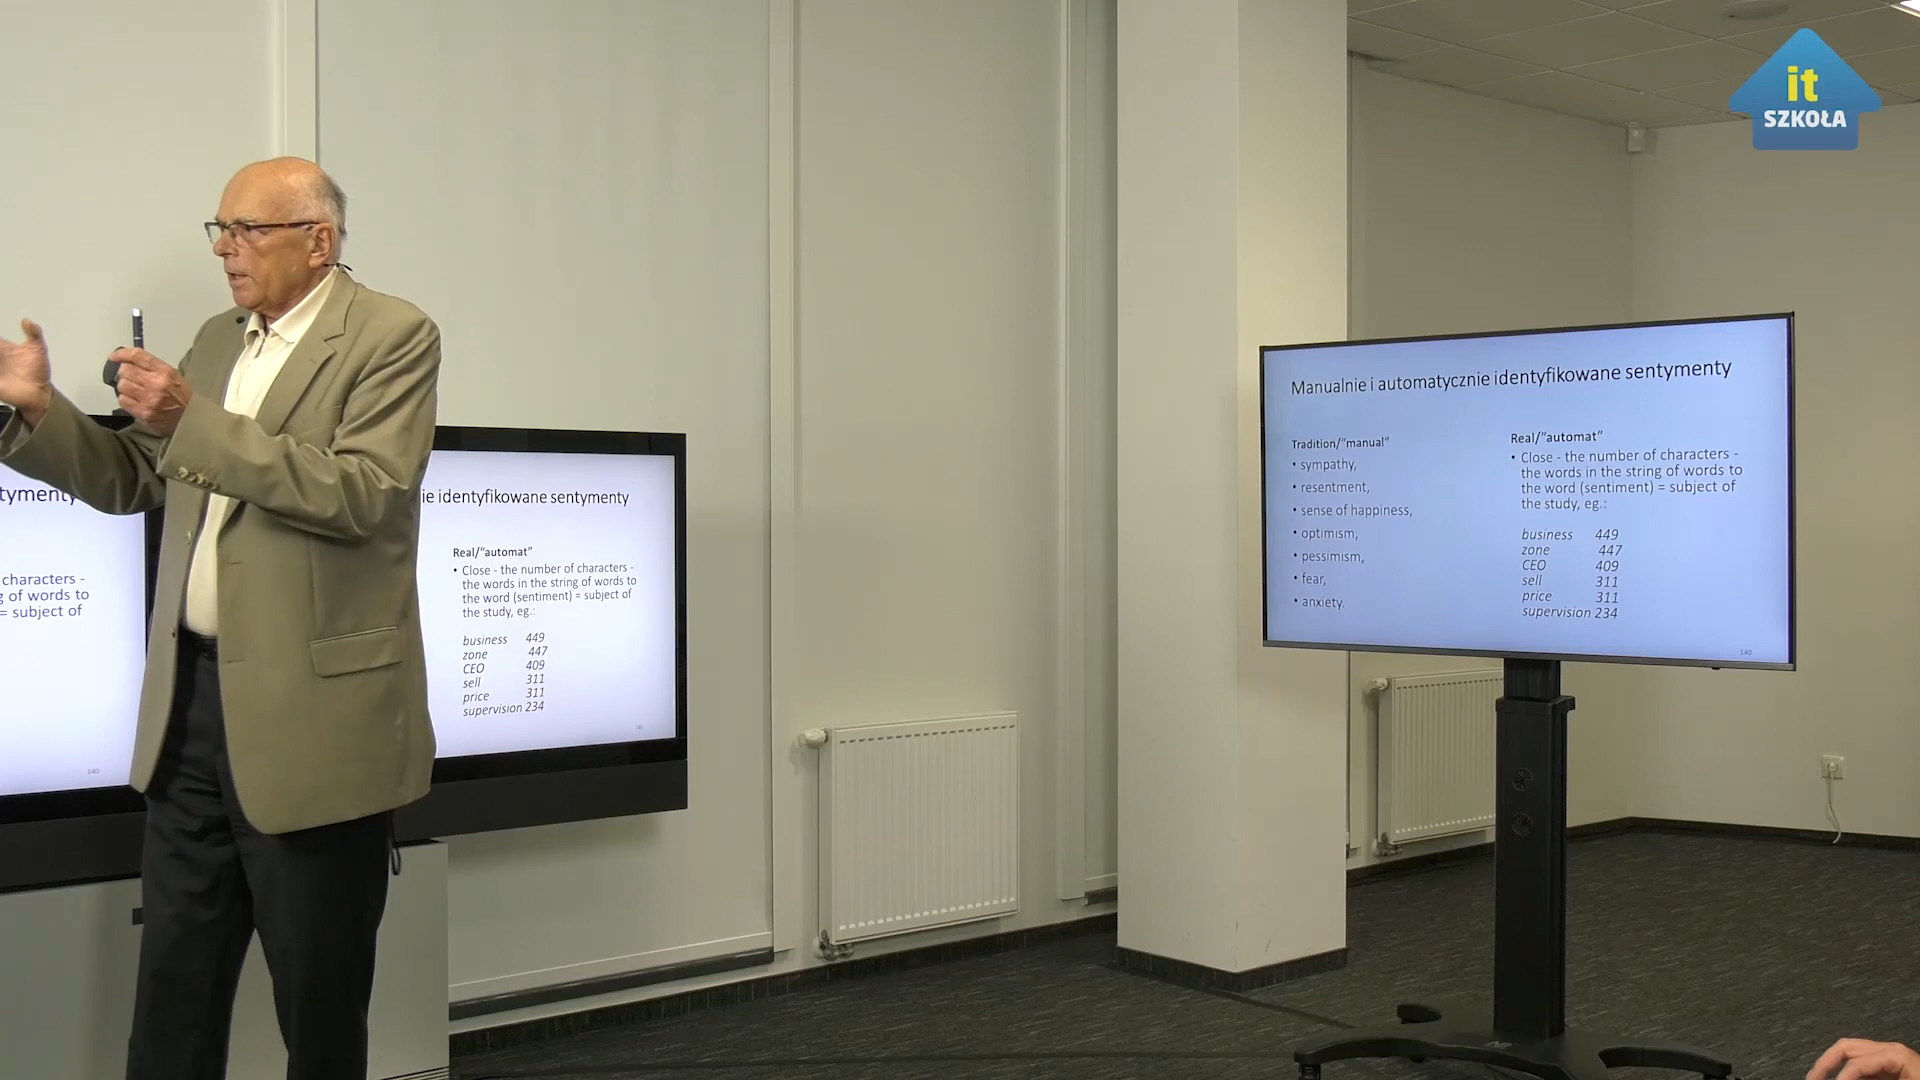 it
SZKOŁA
tymenty
characters -
g of words to
= subject of
140
ie identyfikowane sentymenty
Real/"automat"
• Close - the number of characters -
the words in the string of words to
the word (sentiment) = subject of
the study, eg.:
business 449
zone 447
CEO 409
sell 311
price 311
supervision 234
140
Manualnie i automatycznie identyfikowane sentymenty
Tradition/"manual"
• sympathy,
• resentment,
• sense of happiness,
• optimism,
• pessimism,
• fear,
• anxiety.
Real/"automat"
• Close - the number of characters -
the words in the string of words to
the word (sentiment) = subject of
the study, eg.:
business 449
zone 447
CEO 409
sell 311
price 311
supervision 234
140